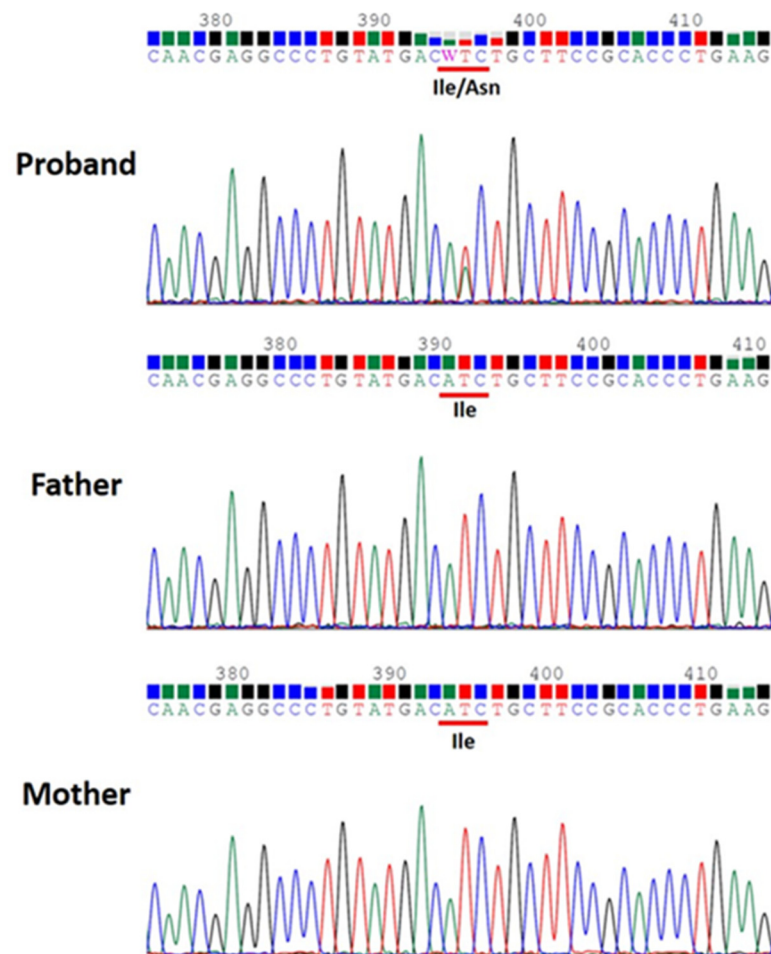 380 390 400 410
CAACGAGGCCCTGTATGACWTCTGCTTCCGCACCCTGAAG
Ile/Asn
Proband
380 390 400 410
CAACGAGGCCCTGTATGACATCTGCTTCCGCACCCTGAAG
Ile
Father
380 390 400 410
CAACGAGGCCCTGTATGACATCTGCTTCCGCACCCTGAAG
Ile
Mother